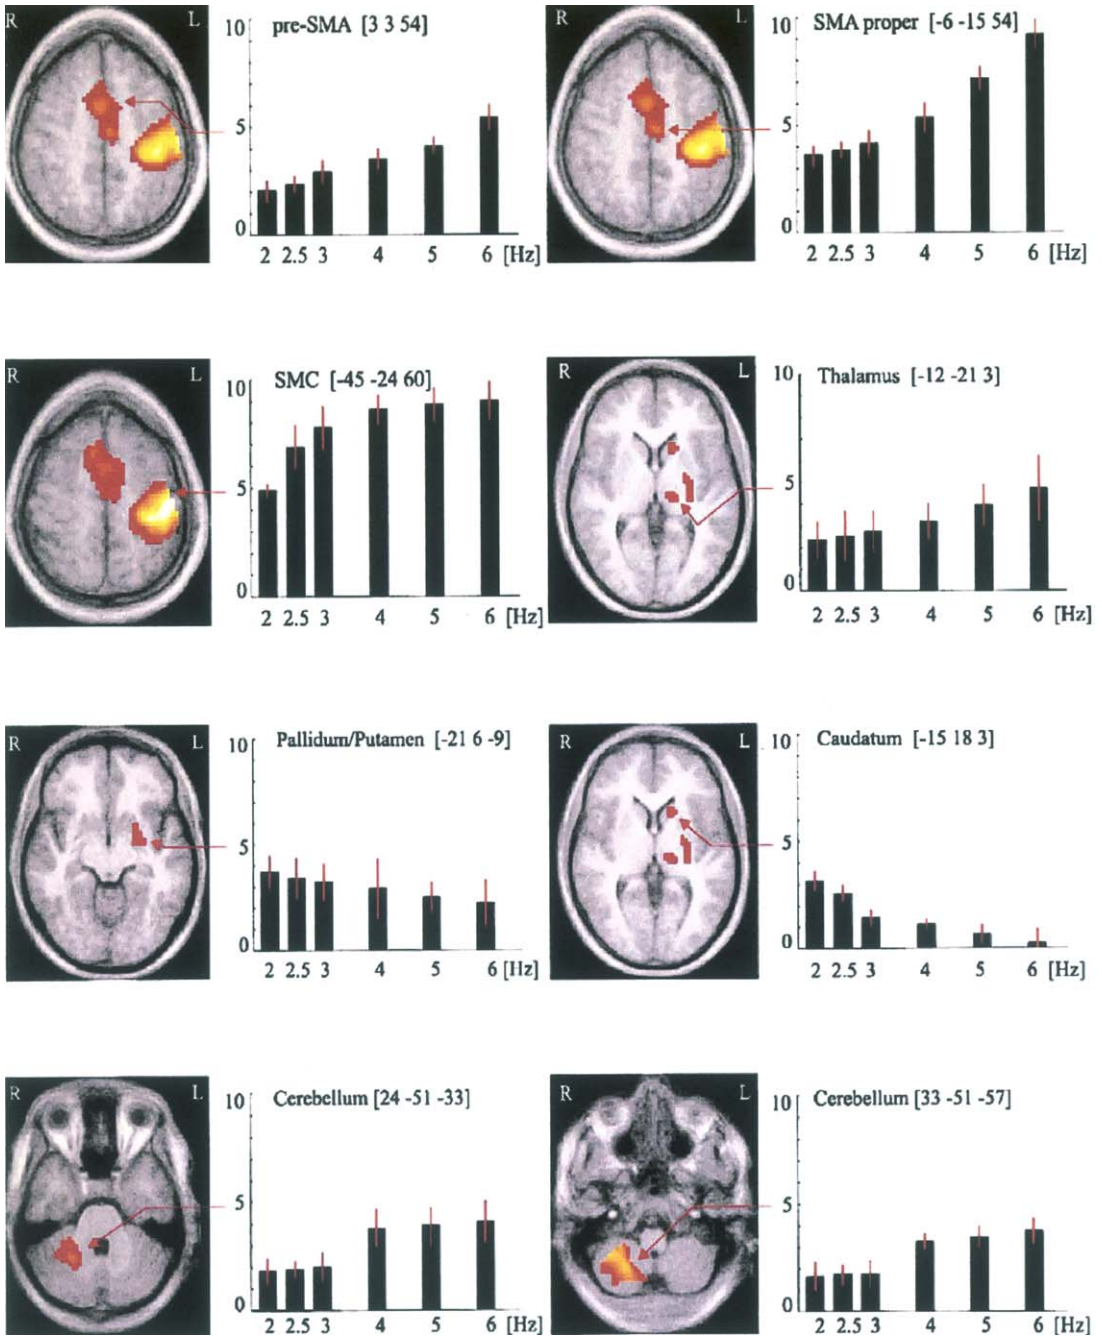 R L
pre-SMA [3 3 54]
10
5
0
2 2.5 3 4 5 6 [Hz]
R L
SMA proper [-6 -15 54]
10
5
0
2 2.5 3 4 5 6 [Hz]
R L
SMC [-45 -24 60]
10
5
0
2 2.5 3 4 5 6 [Hz]
R L
Thalamus [-12 -21 3]
10
5
0
2 2.5 3 4 5 6 [Hz]
R L
Pallidum/Putamen [-21 6 -9]
10
5
0
2 2.5 3 4 5 6 [Hz]
R L
Caudatum [-15 18 3]
10
5
0
2 2.5 3 4 5 6 [Hz]
R L
Cerebellum [24 -51 -33]
10
5
0
2 2.5 3 4 5 6 [Hz]
R L
Cerebellum [33 -51 -57]
10
5
0
2 2.5 3 4 5 6 [Hz]